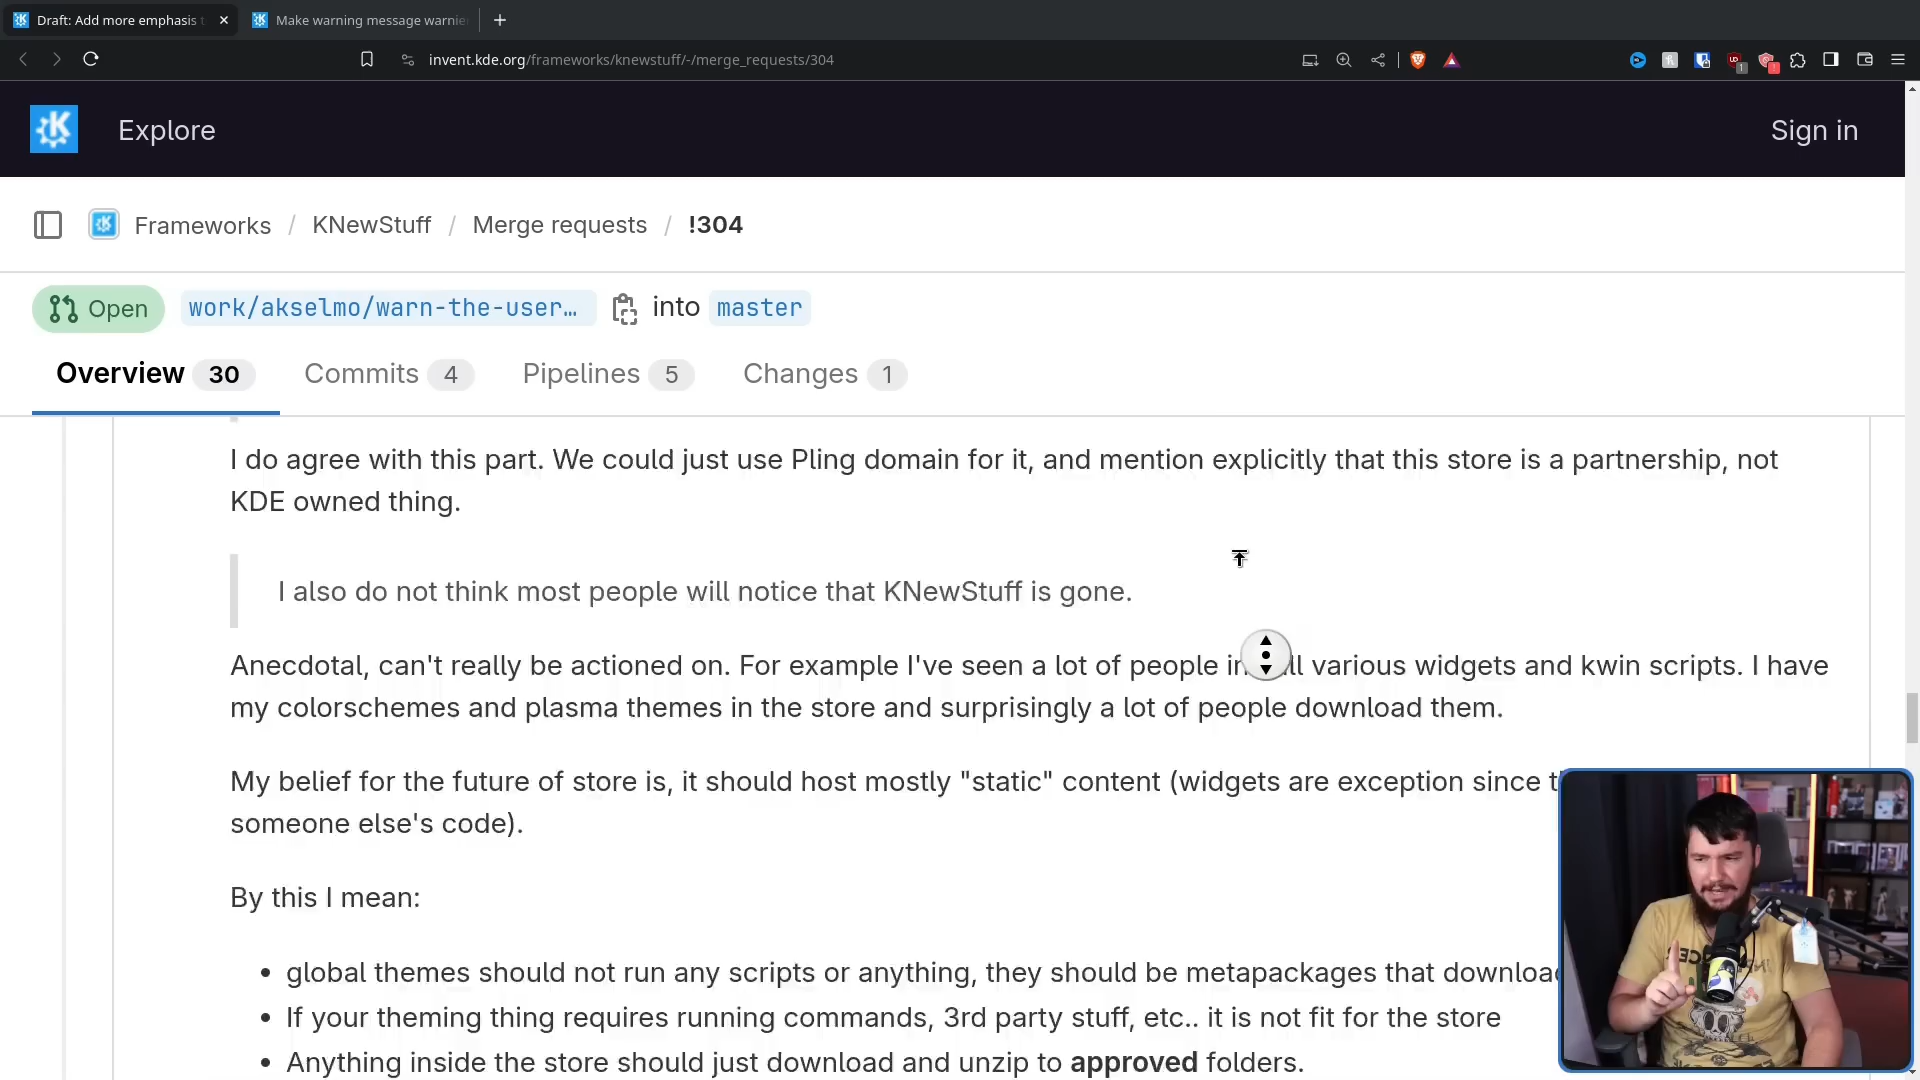 Draft: Add more emphasis t
Make warning message warnie
invent.kde.org/frameworks/knewstuff/-/merge_requests/304
Explore
Sign in
Frameworks / KNewStuff / Merge requests / !304
Open work/akselmo/warn-the-user… into master
Overview 30 Commits 4 Pipelines 5 Changes 1
I do agree with this part. We could just use Pling domain for it, and mention explicitly that this store is a partnership, not
KDE owned thing.
I also do not think most people will notice that KNewStuff is gone.
Anecdotal, can't really be actioned on. For example I've seen a lot of people various widgets and kwin scripts. I have
my colorschemes and plasma themes in the store and surprisingly a lot of people download them.
My belief for the future of store is, it should host mostly "static" content (widgets are exception since
someone else's code).
By this I mean:
• global themes should not run any scripts or anything, they should be metapackages that download
• If your theming thing requires running commands, 3rd party stuff, etc.. it is not fit for the store
• Anything inside the store should just download and unzip to approved folders.